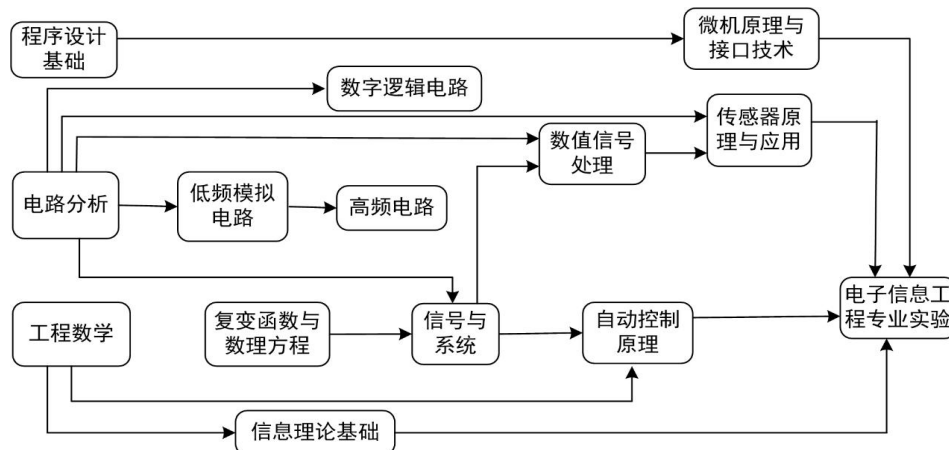 程序设计
基础
微机原理与
接口技术
数字逻辑电路
传感器原
理与应用
数值信号
处理
电路分析
低频模拟
电路
高频电路
电子信息工
程专业实验
工程数学
复变函数与
数理方程
信号与
系统
自动控制
原理
信息理论基础